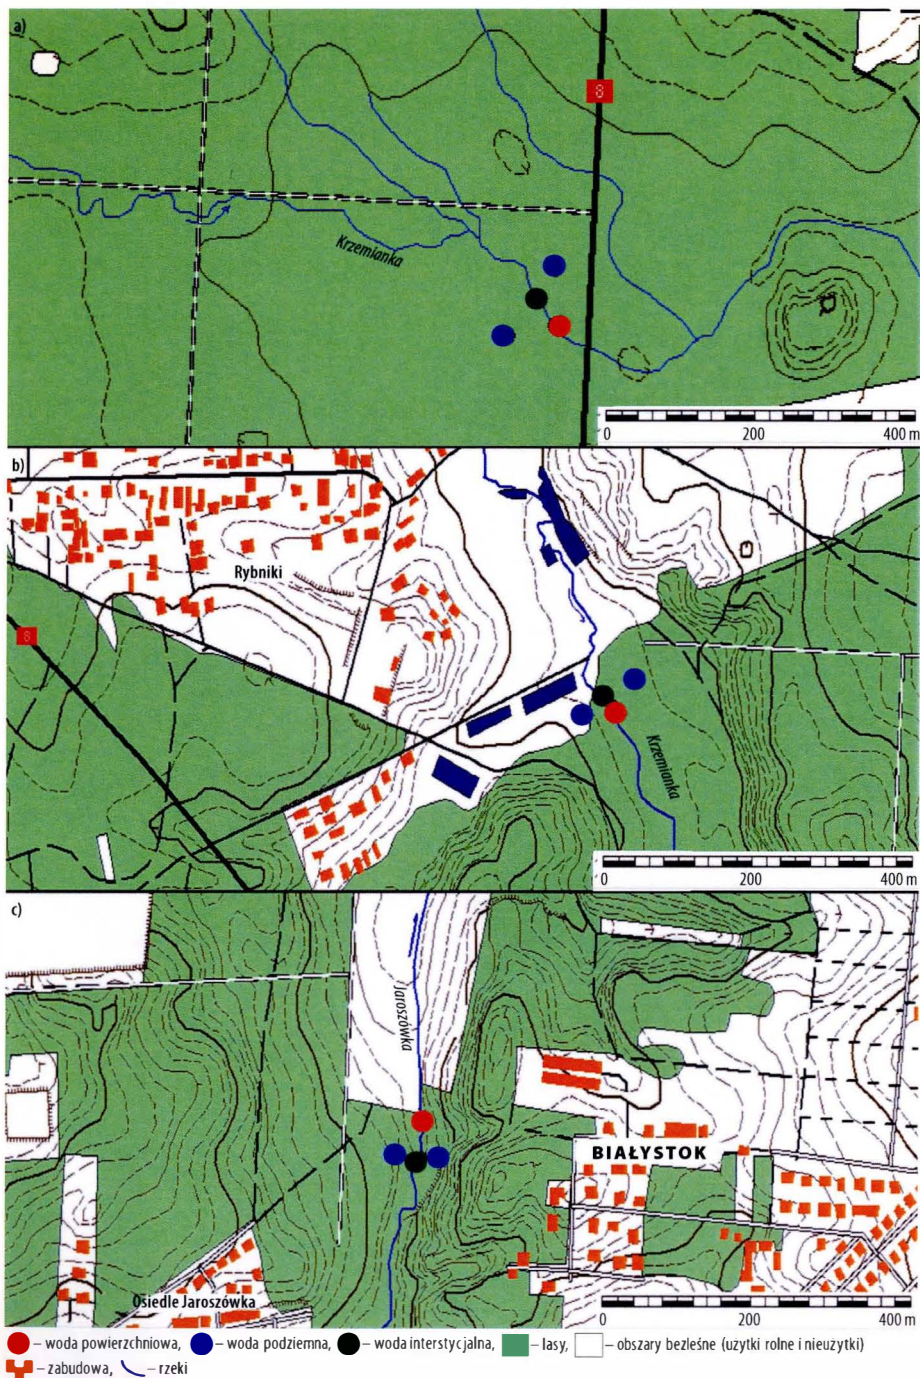 a)
8
Krzemianka
0 200 400 m
b)
Rybniki
8
Krzemianka
0 200 400 m
c)
Jaroszówka
BIAŁYSTOK
Osiedle Jaroszówka
0 200 400 m
– woda powierzchniowa, – woda podziemna, – woda interstycjalna, – lasy, – obszary bezleśne (użytki rolne i nieużytki)
– zabudowa, – rzeki